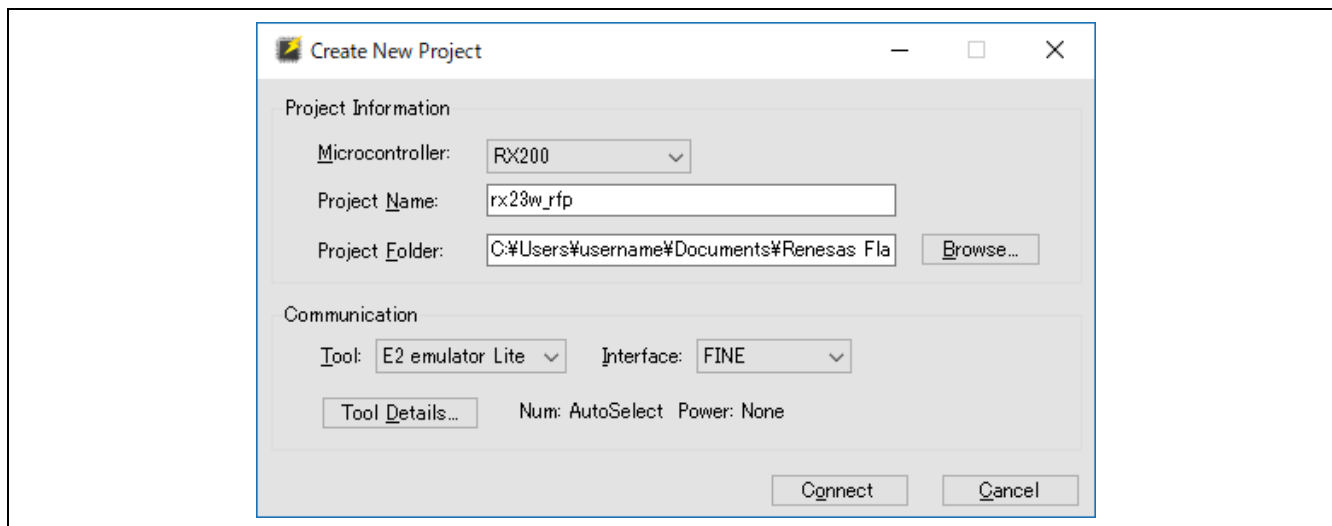 Create New Project
Project Information
Microcontroller: RX200
Project Name: rx23w_rfp
Project Folder: C:¥Users¥username¥Documents¥Renesas Fla Browse...
Communication
Tool: E2 emulator Lite Interface: FINE
Tool Details... Num: AutoSelect Power: None
Connect Cancel